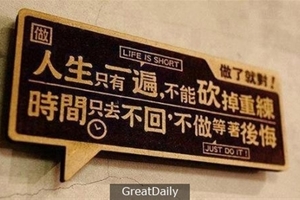 做
LIFE IS SHORT
做了就對!
人生只有一遍,不能砍掉重練
時間只去不回,不做等著後悔
JUST DO IT!
GreatDaily